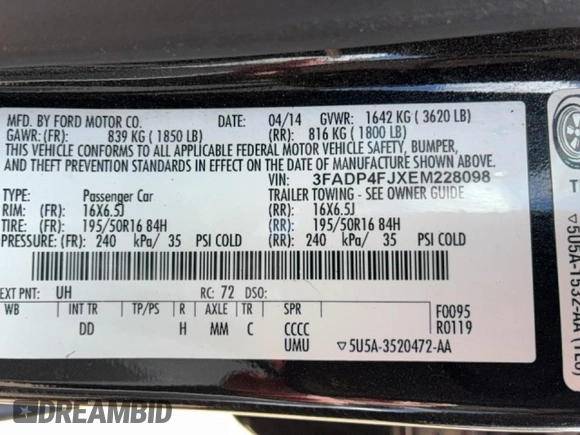 MFD. BY FORD MOTOR CO. DATE: 04/14 GVWR: 1642 KG ( 3620 LB)
GAWR: (FR): 839 KG ( 1850 LB) (RR): 816 KG ( 1800 LB)
THIS VEHICLE CONFORMS TO ALL APPLICABLE FEDERAL MOTOR VEHICLE SAFETY, BUMPER,
AND THEFT PREVENTION STANDARDS IN EFFECT ON THE DATE OF MANUFACTURE SHOWN ABOVE.
VIN: 3FADP4FJXEM228098
TYPE: Passenger Car TRAILER TOWING - SEE OWNER GUIDE
RIM: (FR) 16X6.5J (RR): 16X6.5J
TIRE: (FR) 195/50R16 84H (RR): 195/50R16 84H
PRESSURE: (FR) 240 kPa/ 35 PSI COLD (RR): 240 kPa/ 35 PSI COLD
EXT PNT: UH RC: 72 DSO:
WB INT TR TP/PS R AXLE TR SPR F0095
DD H MM C CCCC R0119
UMU 5U5A-3520472-AA
T
5U5A-1532-AA (TLG)
DREAMBID